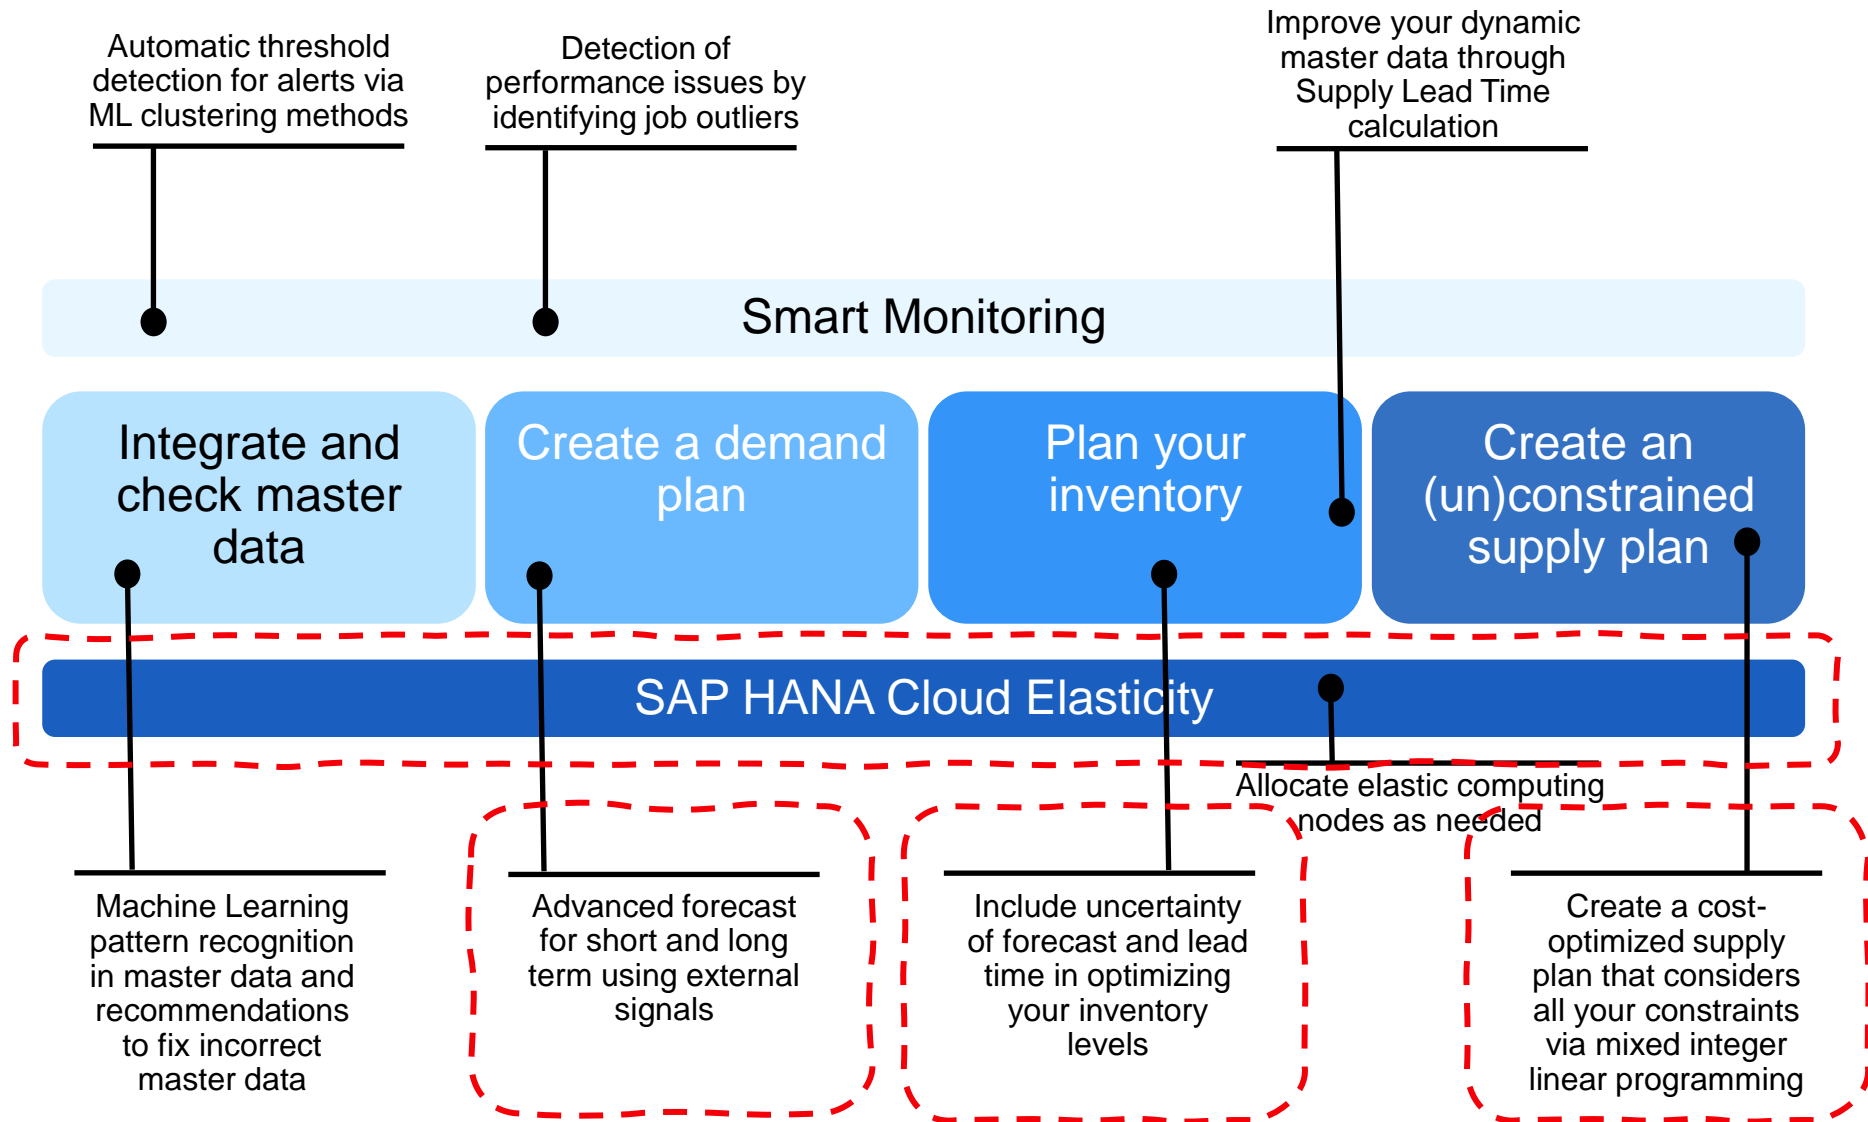 Automatic threshold
detection for alerts via
ML clustering methods
Detection of
performance issues by
identifying job outliers
Improve your dynamic
master data through
Supply Lead Time
calculation
Smart Monitoring
Integrate and
check master
data
Create a demand
plan
Plan your
inventory
Create an
(un)constrained
supply plan
SAP HANA Cloud Elasticity
Allocate elastic computing
nodes as needed
Machine Learning
pattern recognition
in master data and
recommendations
to fix incorrect
master data
Advanced forecast
for short and long
term using external
signals
Include uncertainty
of forecast and lead
time in optimizing
your inventory
levels
Create a cost-
optimized supply
plan that considers
all your constraints
via mixed integer
linear programming